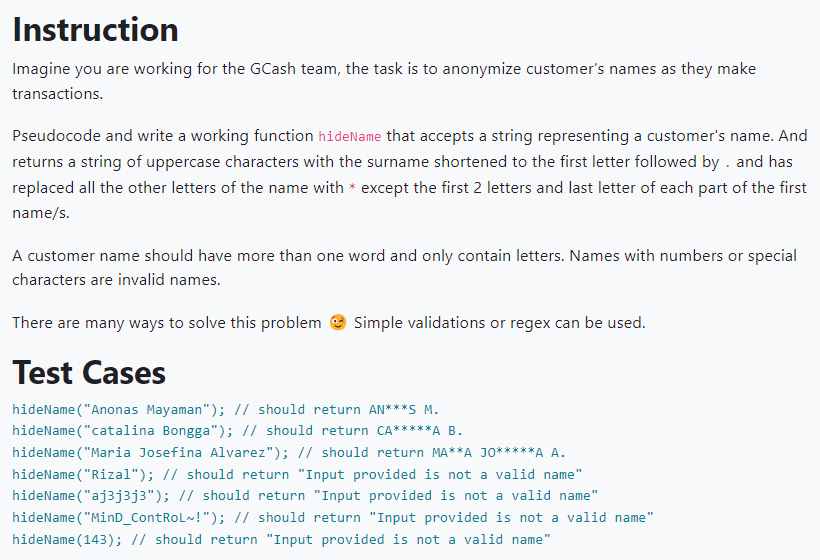 Instruction
Imagine you are working for the GCash team, the task is to anonymize customer's names as they make
transactions.
Pseudocode and write a working function hideName that accepts a string representing a customer's name. And
returns a string of uppercase characters with the surname shortened to the first letter followed by . and has
replaced all the other letters of the name with * except the first 2 letters and last letter of each part of the first
name/s.
A customer name should have more than one word and only contain letters. Names with numbers or special
characters are invalid names.
There are many ways to solve this problem 😉 Simple validations or regex can be used.
Test Cases
hideName("Anonas Mayaman"); // should return AN***S M.
hideName("catalina Bongga"); // should return CA*****A B.
hideName("Maria Josefina Alvarez"); // should return MA**A JO*****A A.
hideName("Rizal"); // should return "Input provided is not a valid name"
hideName("aj3j3j3"); // should return "Input provided is not a valid name"
hideName("MinD_ContRoL~!"); // should return "Input provided is not a valid name"
hideName(143); // should return "Input provided is not a valid name"